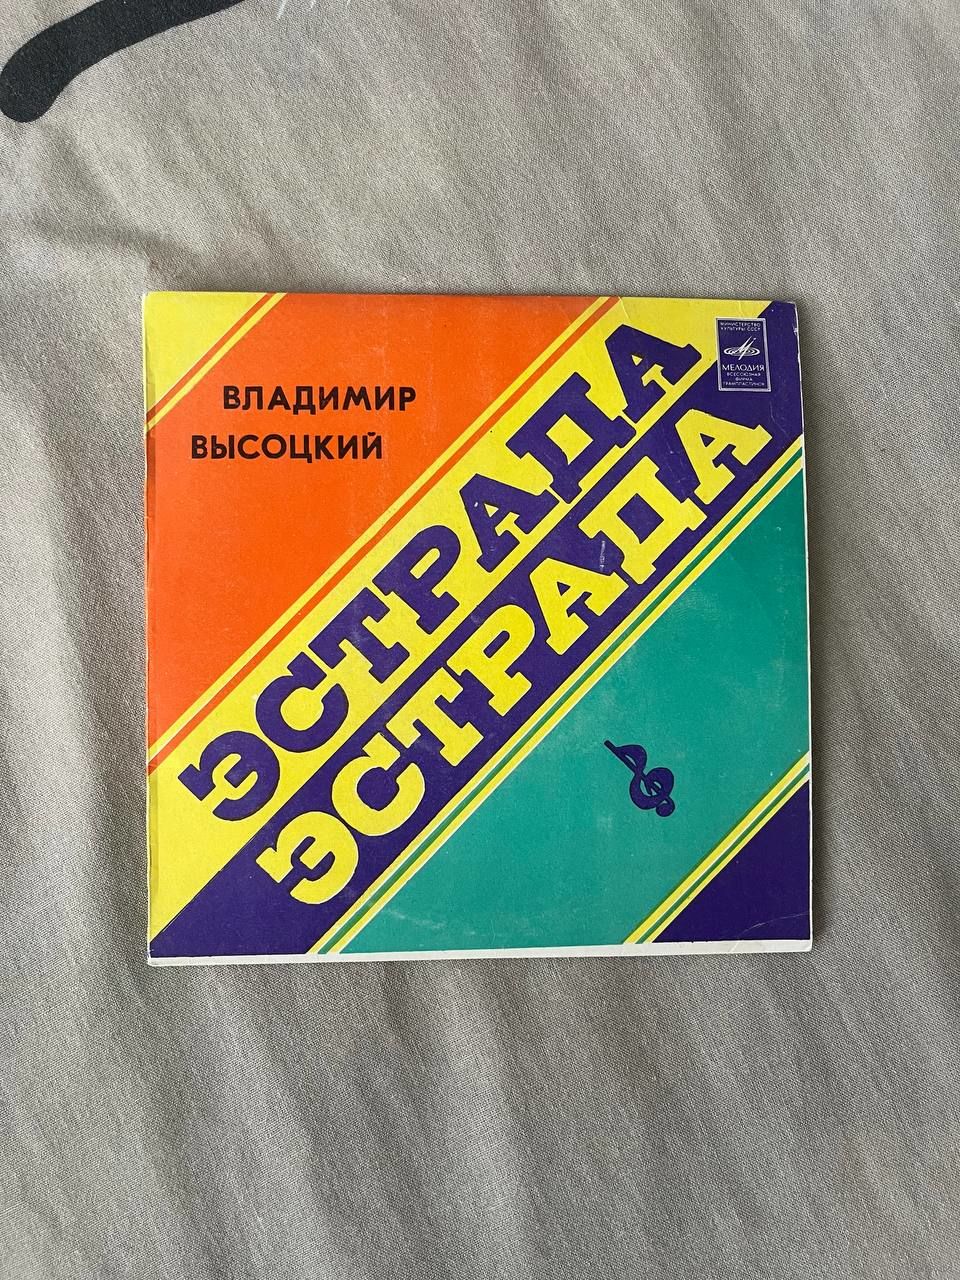 ВЛАДИМИР
ВЫСОЦКИЙ
ЭСТРАДА
ЭСТРАДА
МИНИСТЕРСТВО
КУЛЬТУРЫ СССР
МЕЛОДИЯ
ВСЕСОЮЗНАЯ
ФИРМА
ГРАМПЛАСТИНОК